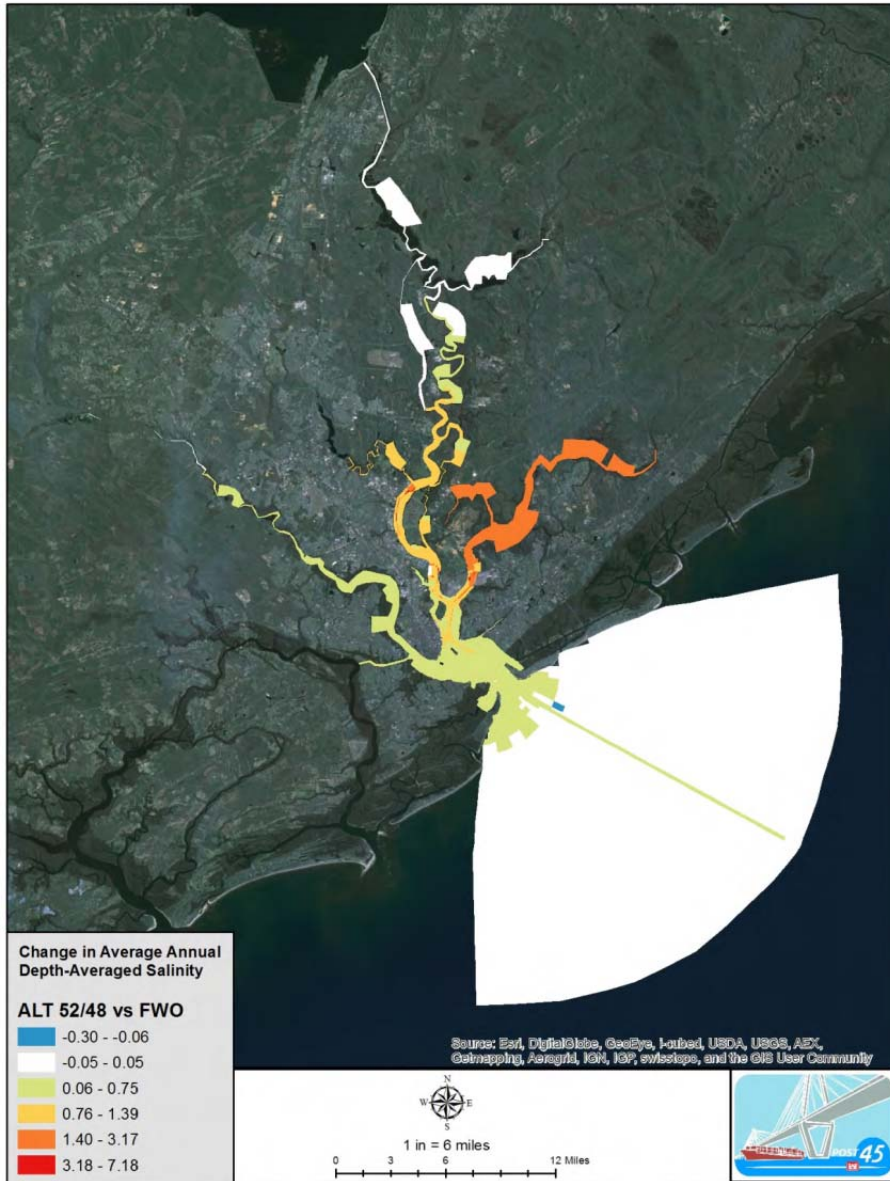 Change in Average Annual
Depth-Averaged Salinity
ALT 52/48 vs FWO
-0.30 - -0.06
-0.05 - 0.05
0.06 - 0.75
0.76 - 1.39
1.40 - 3.17
3.18 - 7.18
Source: Esri, DigitalGlobe, GeoEye, i-cubed, USDA, USGS, AEX,
Getmapping, Aerogrid, IGN, IGP, swisstopo, and the GIS User Community
N
W E
S
1 in = 6 miles
0 3 6 12 Miles
POST 45